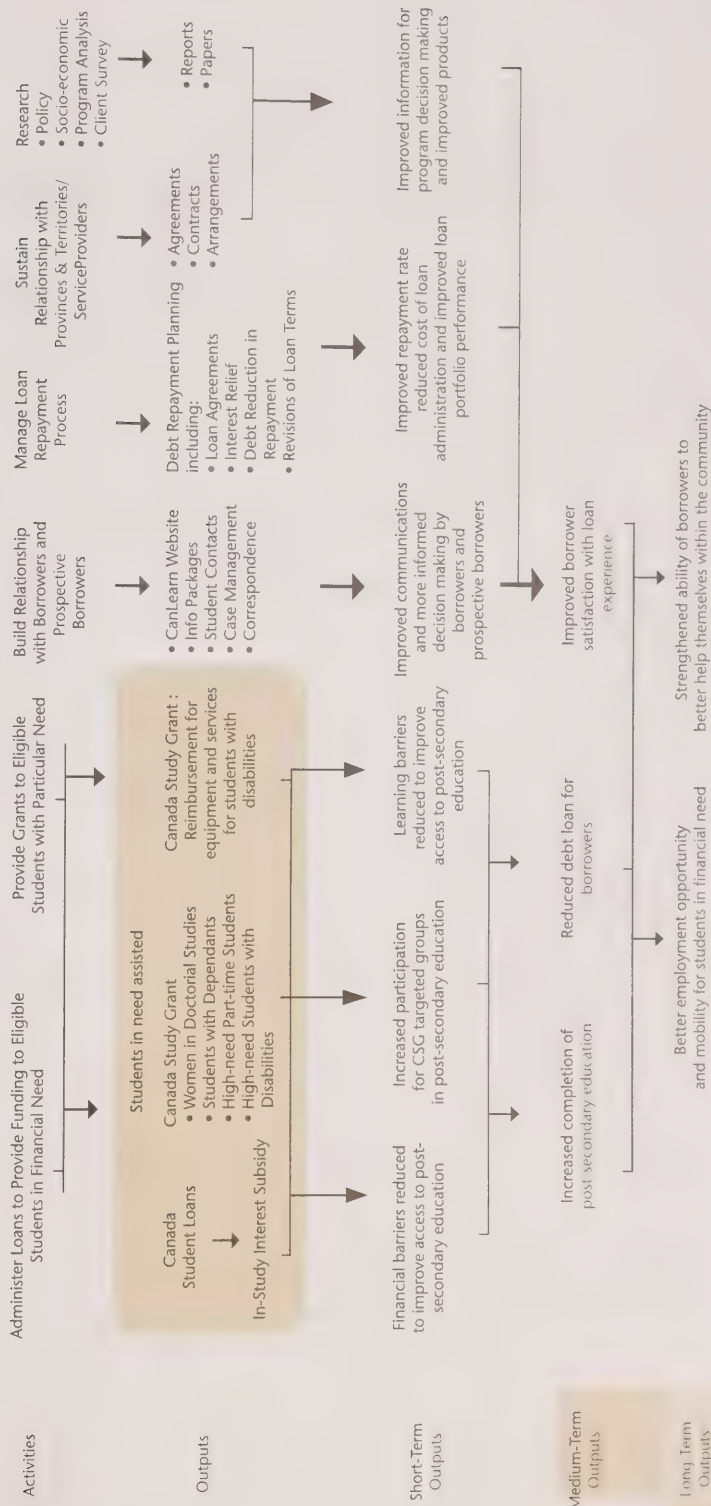 Activities
Administer Loans to Provide Funding to Eligible
Students in Financial Need
Provide Grants to Eligible
Students with Particular Need
Build Relationship
with Borrowers and
Prospective
Borrowers
Manage Loan
Repayment
Process
Sustain
Relationship with
Provinces & Territories/
ServiceProviders
Research
• Policy
• Socio-economic
• Program Analysis
• Client Survey
Outputs
Students in need assisted
Canada
Student Loans
In-Study Interest Subsidy
Canada Study Grant
• Women in Doctorial Studies
• Students with Dependants
• High-need Part-time Students
• High-need Students with
Disabilities
Canada Study Grant :
Reimbursement for
equipment and services
for students with
disabilities
• CanLearn Website
• Info Packages
• Student Contacts
• Case Management
• Correspondence
Debt Repayment Planning
including:
• Loan Agreements
• Interest Relief
• Debt Reduction in
Repayment
• Revisions of Loan Terms
• Agreements
• Contracts
• Arrangements
• Reports
• Papers
Short-Term
Outputs
Financial barriers reduced
to improve access to post-
secondary education
Increased participation
for CSG targeted groups
in post-secondary education
Learning barriers
reduced to improve
access to post-secondary
education
Improved communications
and more informed
decision making by
borrowers and
prospective borrowers
Improved repayment rate
reduced cost of loan
administration and improved loan
portfolio performance
Improved information for
program decision making
and improved products
Medium-Term
Outputs
Increased completion of
post secondary education
Reduced debt loan for
borrowers
Improved borrower
satisfaction with loan
experience
Long Term
Outputs
Better employment opportunity
and mobility for students in financial need
Strengthened ability of borrowers to
better help themselves within the community